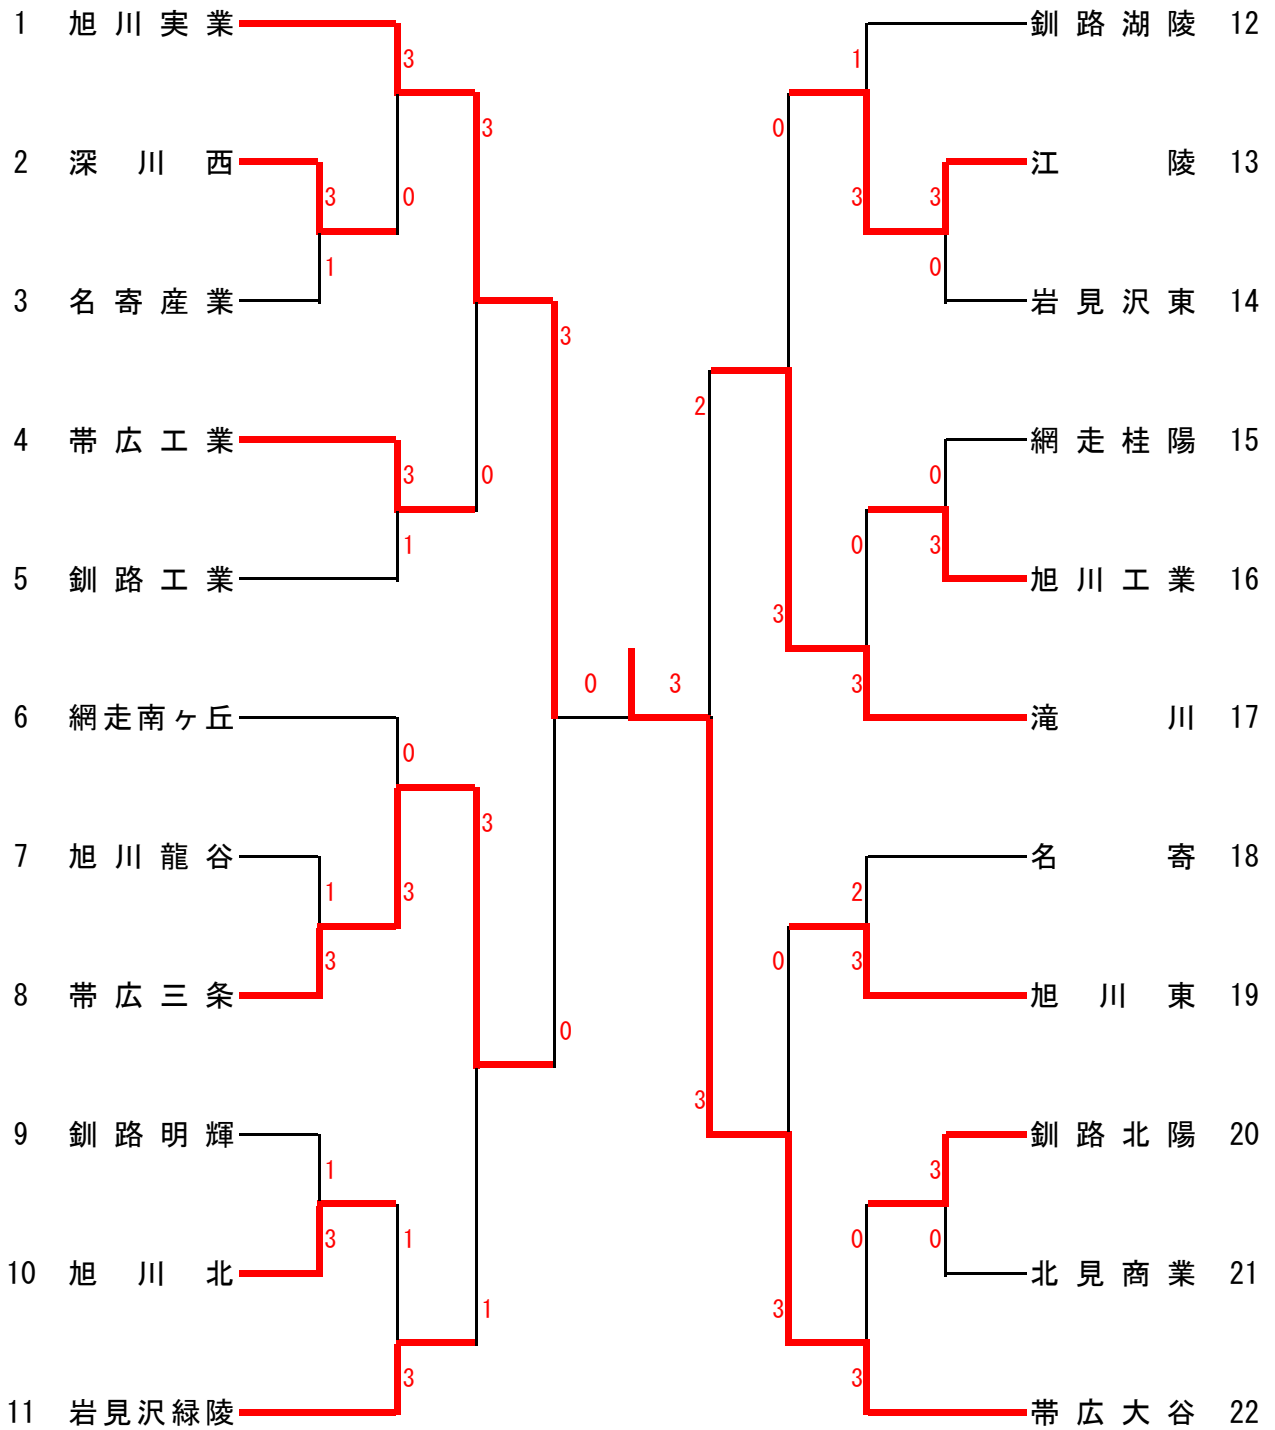 1 旭川実業 釧路湖陵 12
3 1
3 0
2 深川西 江陵 13
3 0 3 3
1 0
3 名寄産業 岩見沢東 14
3
2
4 帯広工業 網走桂陽 15
3 0 0
1 0 3
5 釧路工業 旭川工業 16
3
0 3 3
6 網走南ヶ丘 滝川 17
0
3
7 旭川龍谷 名寄 18
1 3 2
3 0 3
8 帯広三条 旭川東 19
0
3
9 釧路明輝 釧路北陽 20
1 3
3 1 0 0
10 旭川北 北見商業 21
1 3
3 3
11 岩見沢緑陵 帯広大谷 22